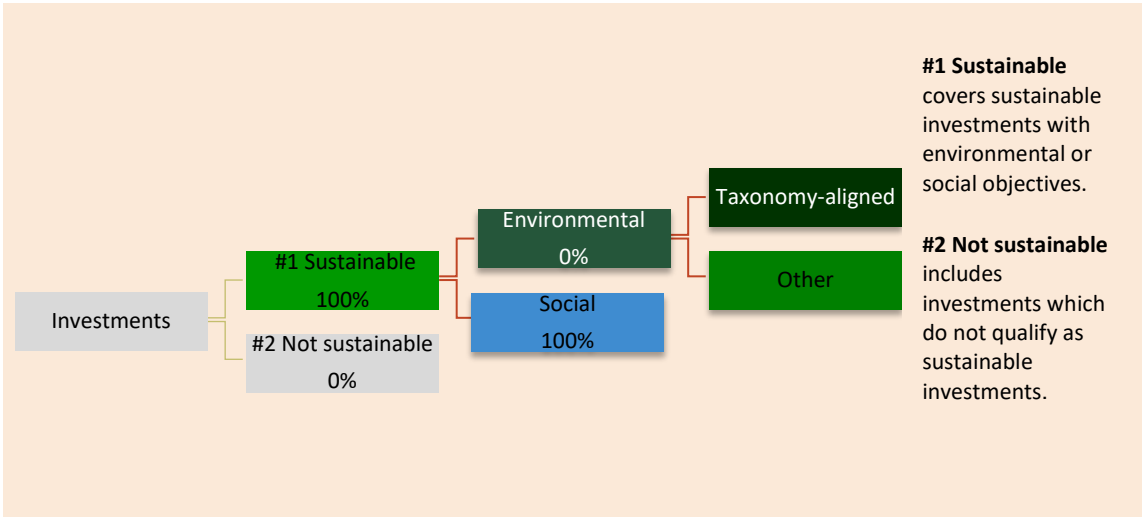 Investments
#1 Sustainable
100%
#2 Not sustainable
0%
Environmental
0%
Social
100%
Taxonomy-aligned
Other
#1 Sustainable
covers sustainable
investments with
environmental or
social objectives.
#2 Not sustainable
includes
investments which
do not qualify as
sustainable
investments.